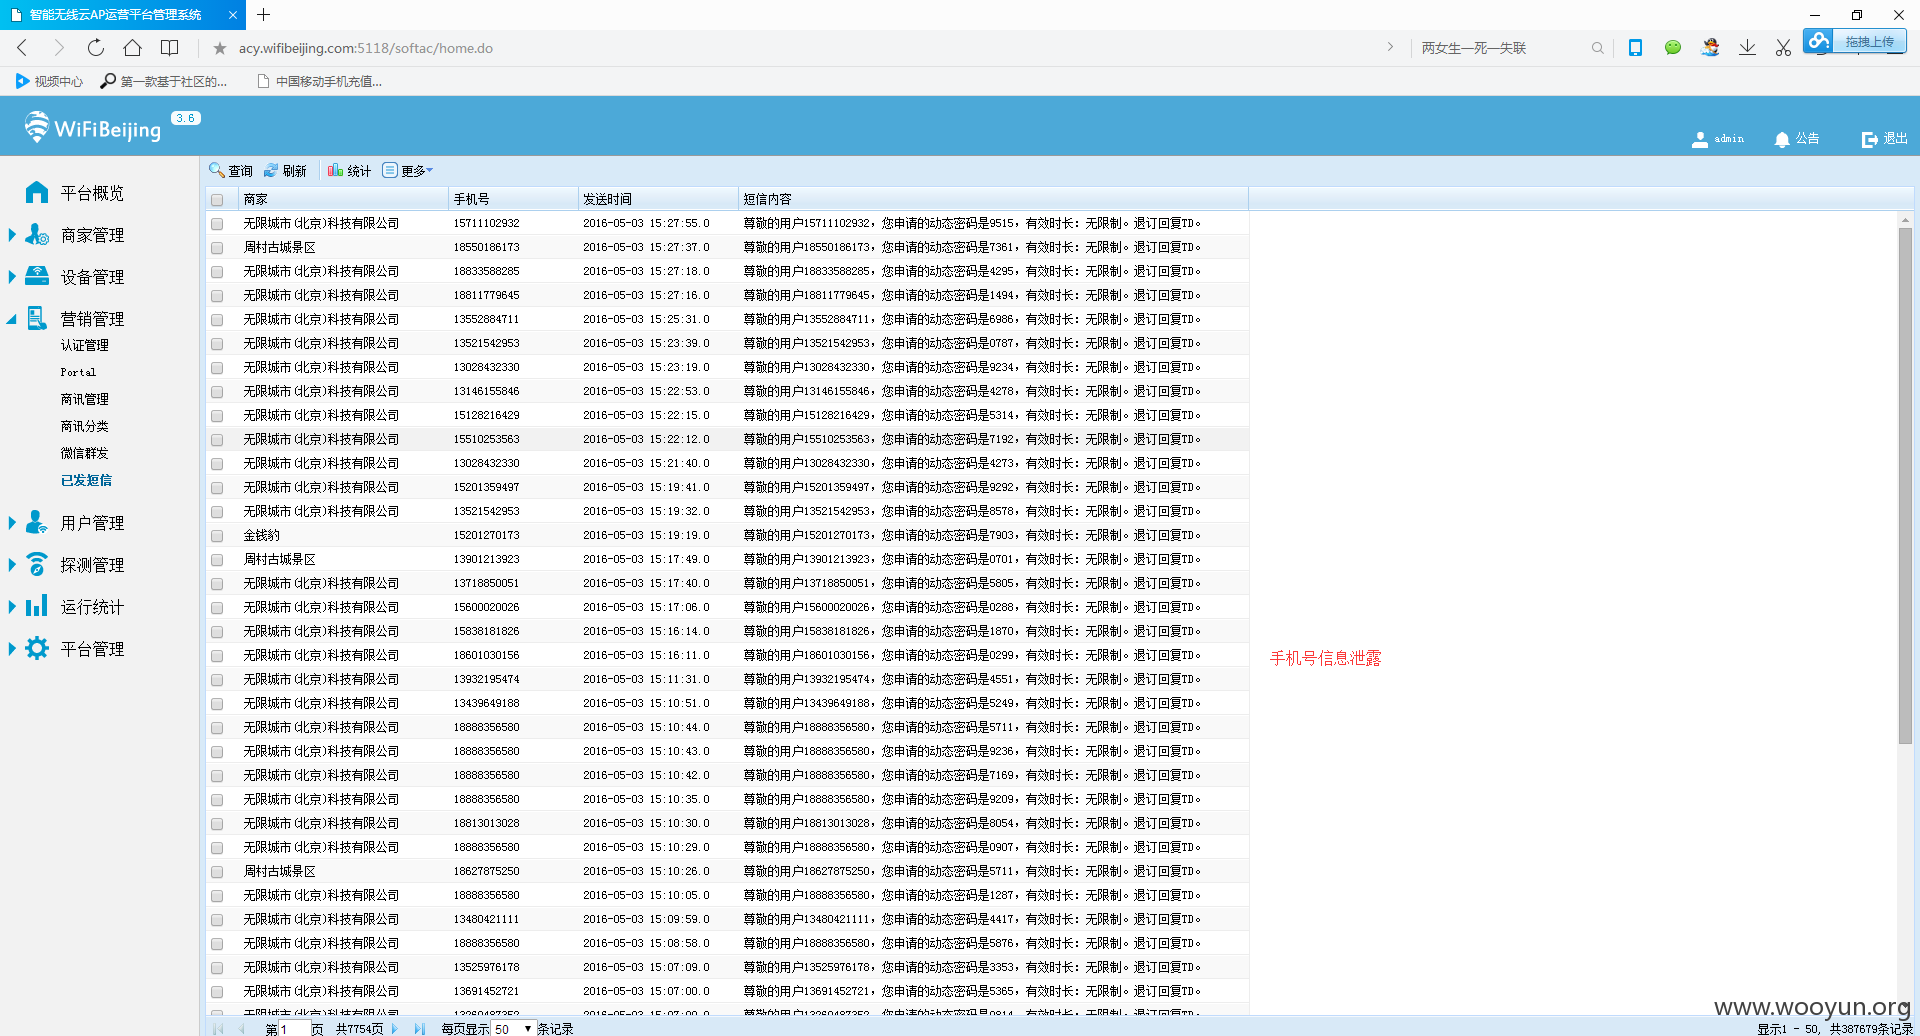 智能无线云AP运营平台管理系统
acy.wifibeijing.com:5118/softac/home.do
两女生一死一失联
拖拽上传
视频中心 第一款基于社区的... 中国移动手机充值...
WiFiBeijing 3.6
admin 公告 退出
平台概览
商家管理
设备管理
营销管理
认证管理
Portal
商讯管理
商讯分类
微信群发
已发短信
用户管理
探测管理
运行统计
平台管理
查询 刷新 统计 更多
商家 手机号 发送时间 短信内容
无限城市(北京)科技有限公司 15711102932 2016-05-03 15:27:55.0 尊敬的用户15711102932，您申请的动态密码是9515，有效时长：无限制。退订回复TD。
周村古城景区 18550186173 2016-05-03 15:27:37.0 尊敬的用户18550186173，您申请的动态密码是7361，有效时长：无限制。退订回复TD。
无限城市(北京)科技有限公司 18833588285 2016-05-03 15:27:18.0 尊敬的用户18833588285，您申请的动态密码是4295，有效时长：无限制。退订回复TD。
无限城市(北京)科技有限公司 18811779645 2016-05-03 15:27:16.0 尊敬的用户18811779645，您申请的动态密码是1494，有效时长：无限制。退订回复TD。
无限城市(北京)科技有限公司 13552884711 2016-05-03 15:25:31.0 尊敬的用户13552884711，您申请的动态密码是6986，有效时长：无限制。退订回复TD。
无限城市(北京)科技有限公司 13521542953 2016-05-03 15:23:39.0 尊敬的用户13521542953，您申请的动态密码是0787，有效时长：无限制。退订回复TD。
无限城市(北京)科技有限公司 13028432330 2016-05-03 15:23:19.0 尊敬的用户13028432330，您申请的动态密码是9234，有效时长：无限制。退订回复TD。
无限城市(北京)科技有限公司 13146155846 2016-05-03 15:22:53.0 尊敬的用户13146155846，您申请的动态密码是4278，有效时长：无限制。退订回复TD。
无限城市(北京)科技有限公司 15128216429 2016-05-03 15:22:15.0 尊敬的用户15128216429，您申请的动态密码是5314，有效时长：无限制。退订回复TD。
无限城市(北京)科技有限公司 15510253563 2016-05-03 15:22:12.0 尊敬的用户15510253563，您申请的动态密码是7192，有效时长：无限制。退订回复TD。
无限城市(北京)科技有限公司 13028432330 2016-05-03 15:21:40.0 尊敬的用户13028432330，您申请的动态密码是4273，有效时长：无限制。退订回复TD。
无限城市(北京)科技有限公司 15201359497 2016-05-03 15:19:41.0 尊敬的用户15201359497，您申请的动态密码是9292，有效时长：无限制。退订回复TD。
无限城市(北京)科技有限公司 13521542953 2016-05-03 15:19:32.0 尊敬的用户13521542953，您申请的动态密码是8578，有效时长：无限制。退订回复TD。
金钱豹 15201270173 2016-05-03 15:19:19.0 尊敬的用户15201270173，您申请的动态密码是7903，有效时长：无限制。退订回复TD。
周村古城景区 13901213923 2016-05-03 15:17:49.0 尊敬的用户13901213923，您申请的动态密码是0701，有效时长：无限制。退订回复TD。
无限城市(北京)科技有限公司 13718850051 2016-05-03 15:17:40.0 尊敬的用户13718850051，您申请的动态密码是5805，有效时长：无限制。退订回复TD。
无限城市(北京)科技有限公司 15600020026 2016-05-03 15:17:06.0 尊敬的用户15600020026，您申请的动态密码是0288，有效时长：无限制。退订回复TD。
无限城市(北京)科技有限公司 15838181826 2016-05-03 15:16:14.0 尊敬的用户15838181826，您申请的动态密码是1870，有效时长：无限制。退订回复TD。
无限城市(北京)科技有限公司 18601030156 2016-05-03 15:16:11.0 尊敬的用户18601030156，您申请的动态密码是0299，有效时长：无限制。退订回复TD。
无限城市(北京)科技有限公司 13932195474 2016-05-03 15:11:31.0 尊敬的用户13932195474，您申请的动态密码是4551，有效时长：无限制。退订回复TD。
无限城市(北京)科技有限公司 13439649188 2016-05-03 15:10:51.0 尊敬的用户13439649188，您申请的动态密码是5249，有效时长：无限制。退订回复TD。
无限城市(北京)科技有限公司 18888356580 2016-05-03 15:10:44.0 尊敬的用户18888356580，您申请的动态密码是5711，有效时长：无限制。退订回复TD。
无限城市(北京)科技有限公司 18888356580 2016-05-03 15:10:43.0 尊敬的用户18888356580，您申请的动态密码是9236，有效时长：无限制。退订回复TD。
无限城市(北京)科技有限公司 18888356580 2016-05-03 15:10:42.0 尊敬的用户18888356580，您申请的动态密码是7169，有效时长：无限制。退订回复TD。
无限城市(北京)科技有限公司 18888356580 2016-05-03 15:10:35.0 尊敬的用户18888356580，您申请的动态密码是9209，有效时长：无限制。退订回复TD。
无限城市(北京)科技有限公司 18813013028 2016-05-03 15:10:30.0 尊敬的用户18813013028，您申请的动态密码是8054，有效时长：无限制。退订回复TD。
无限城市(北京)科技有限公司 18888356580 2016-05-03 15:10:29.0 尊敬的用户18888356580，您申请的动态密码是0907，有效时长：无限制。退订回复TD。
周村古城景区 18627875250 2016-05-03 15:10:26.0 尊敬的用户18627875250，您申请的动态密码是5711，有效时长：无限制。退订回复TD。
无限城市(北京)科技有限公司 18888356580 2016-05-03 15:10:05.0 尊敬的用户18888356580，您申请的动态密码是1287，有效时长：无限制。退订回复TD。
无限城市(北京)科技有限公司 13480421111 2016-05-03 15:09:59.0 尊敬的用户13480421111，您申请的动态密码是4417，有效时长：无限制。退订回复TD。
无限城市(北京)科技有限公司 18888356580 2016-05-03 15:08:58.0 尊敬的用户18888356580，您申请的动态密码是5876，有效时长：无限制。退订回复TD。
无限城市(北京)科技有限公司 13525976178 2016-05-03 15:07:09.0 尊敬的用户13525976178，您申请的动态密码是3353，有效时长：无限制。退订回复TD。
无限城市(北京)科技有限公司 13691452721 2016-05-03 15:07:00.0 尊敬的用户13691452721，您申请的动态密码是5365，有效时长：无限制。退订回复TD。
手机号信息泄露
www.wooyun.org
第 1 页 共7754页 每页显示 50 条记录
显示1 - 50, 共387679条记录